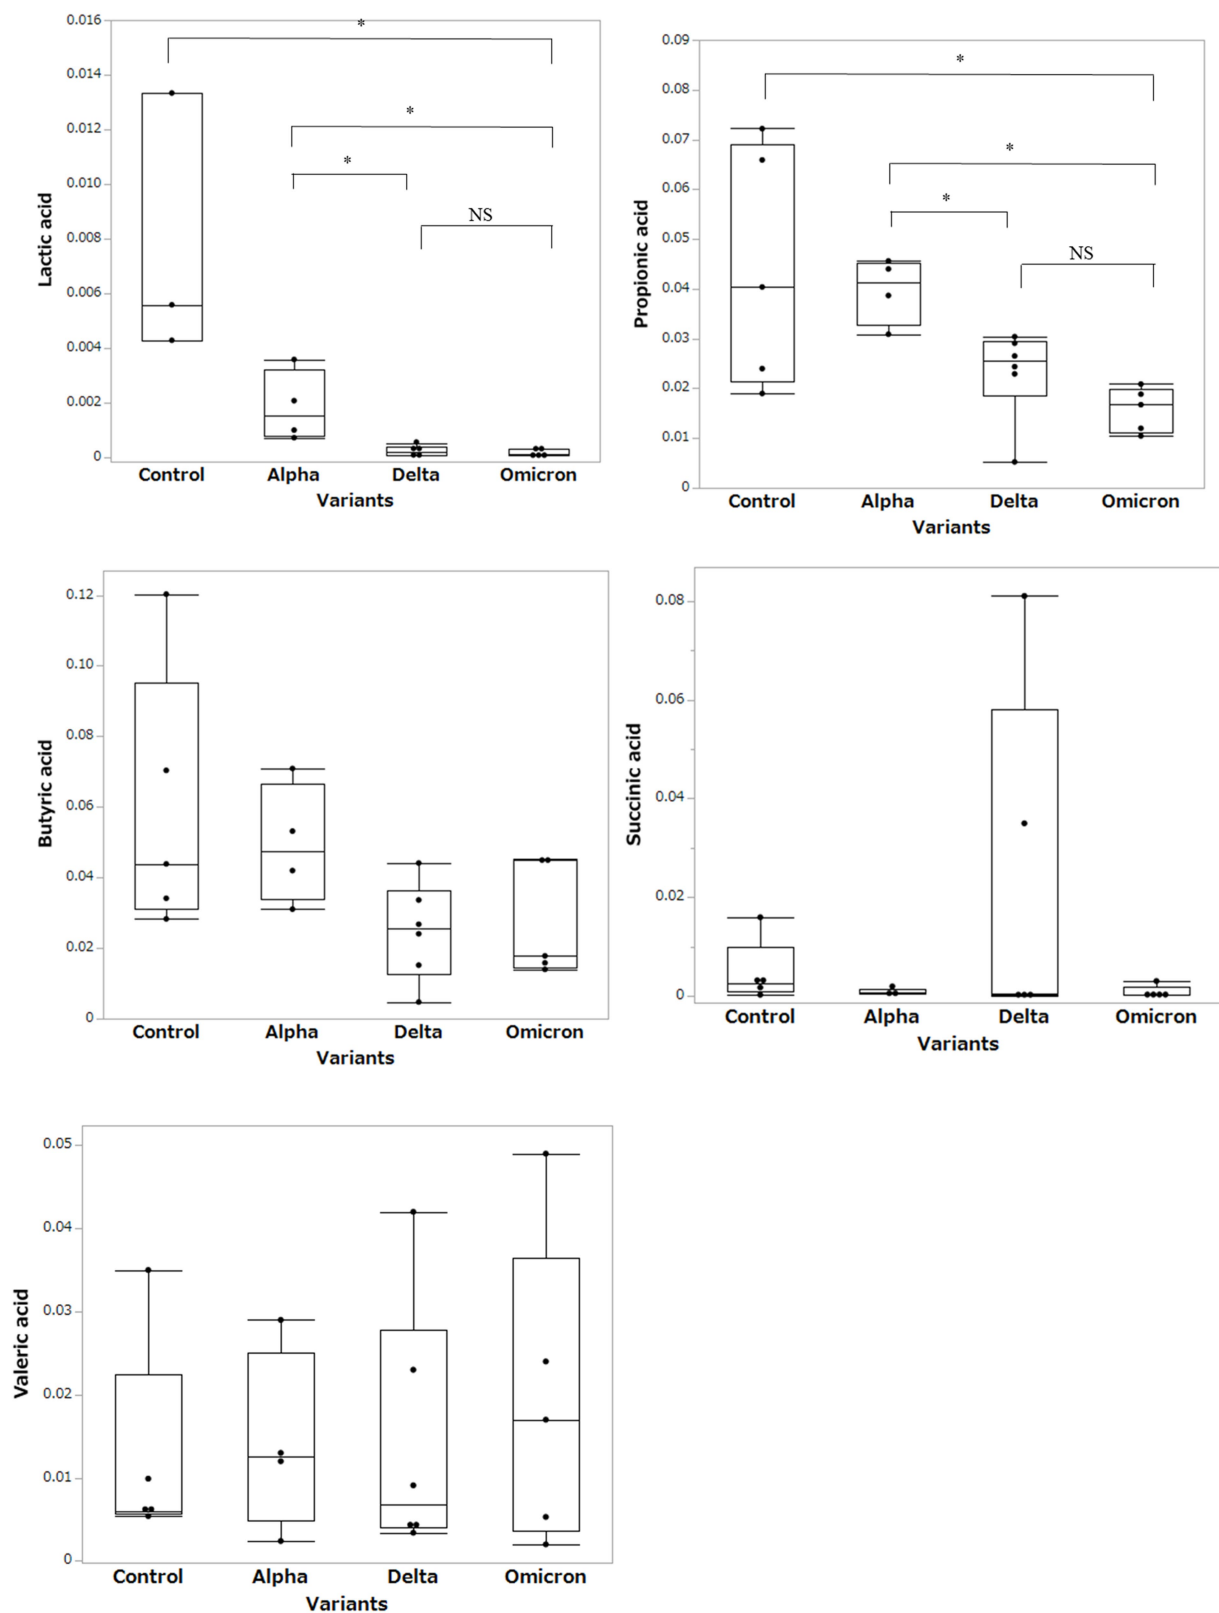 Lactic acid
0.016
0.014
0.012
0.010
0.008
0.006
0.004
0.002
0
*
*
*
NS
Control Alpha Delta Omicron
Variants
Propionic acid
0.09
0.08
0.07
0.06
0.05
0.04
0.03
0.02
0.01
0
*
*
*
NS
Control Alpha Delta Omicron
Variants
Butyric acid
0.12
0.10
0.08
0.06
0.04
0.02
0
Control Alpha Delta Omicron
Variants
Succinic acid
0.08
0.06
0.04
0.02
0
Control Alpha Delta Omicron
Variants
Valeric acid
0.05
0.04
0.03
0.02
0.01
0
Control Alpha Delta Omicron
Variants